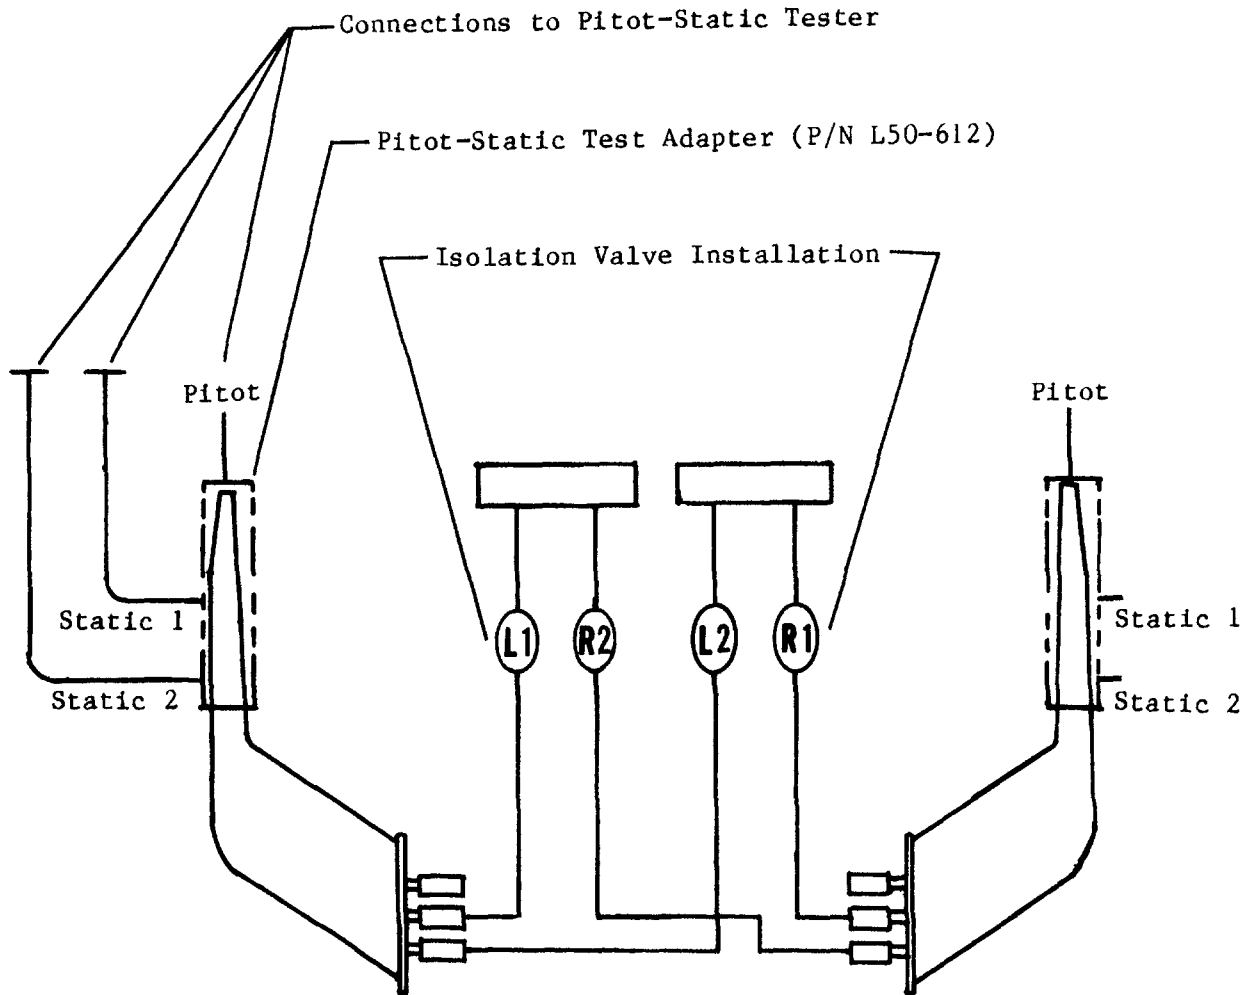 Connections to Pitot-Static Tester
Pitot-Static Test Adapter (P/N L50-612)
Isolation Valve Installation
Pitot
Pitot
Static 1
Static 1
L1
R2
L2
R1
Static 2
Static 2